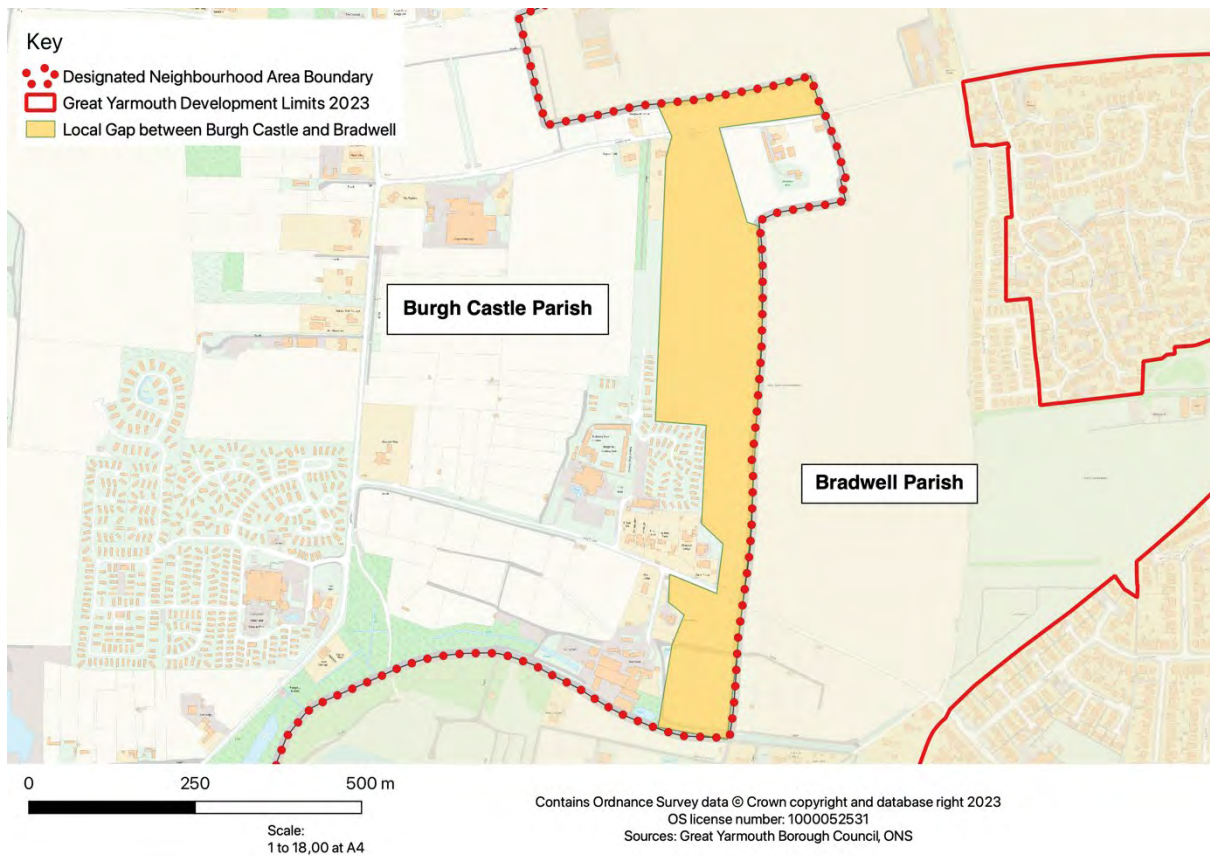 Key
Designated Neighbourhood Area Boundary
Great Yarmouth Development Limits 2023
Local Gap between Burgh Castle and Bradwell
Burgh Castle Parish
Bradwell Parish
0 250 500 m
Scale:
1 to 18,00 at A4
Contains Ordnance Survey data © Crown copyright and database right 2023
OS license number: 1000052531
Sources: Great Yarmouth Borough Council, ONS